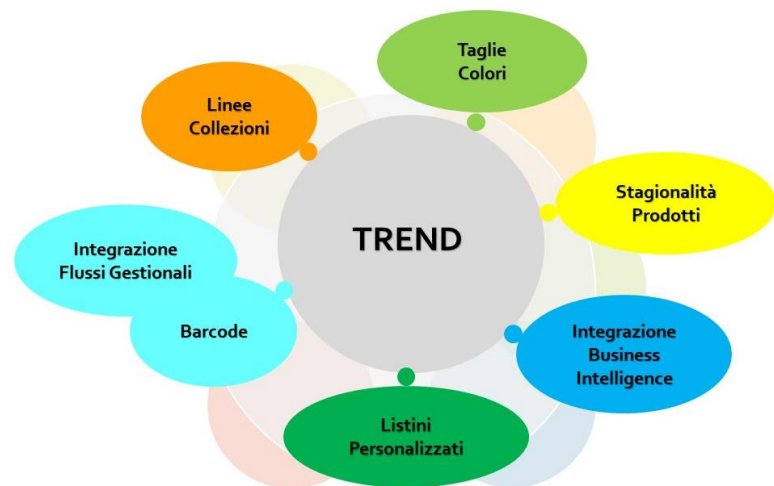 Taglie
Colori
Linee
Collezioni
Stagionalità
Prodotti
TREND
Integrazione
Flussi Gestionali
Barcode
Integrazione
Business
Intelligence
Listini
Personalizzati